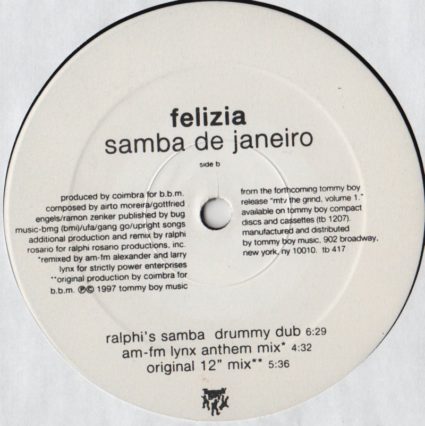 felizia
samba de janeiro
side b
produced by coimbra for b.b.m.
composed by airto moreira/gottfried
engels/ramon zenker published by bug
music-bmg (bmi)/ufa/gang go/upright songs
additional production and remix by ralphi
rosario for ralphi rosario productions, inc.
*remixed by am-fm alexander and larry
lynx for strictly power enterprises
**original production by coimbra for
b.b.m. ℗© 1997 tommy boy music
from the forthcoming tommy boy
release "mtv the grind, volume 1."
available on tommy boy compact
discs and cassettes (tb 1207).
manufactured and distributed
by tommy boy music, 902 broadway,
new york, ny 10010. tb 417
ralphi's samba drummy dub 6:29
am-fm lynx anthem mix* 4:32
original 12" mix** 5:36